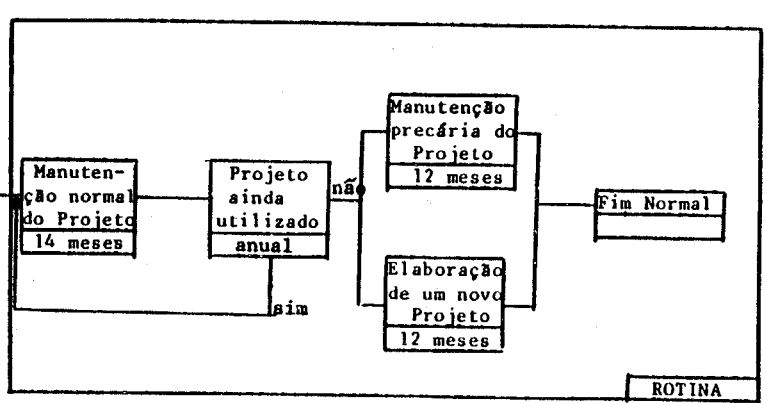 Manuten-
ção normal
do Projeto
14 meses
Projeto
ainda
utilizado
anual
não
sim
Manutenção
precária do
Projeto
12 meses
Elaboração
de um novo
Projeto
12 meses
Fim Normal
ROTINA